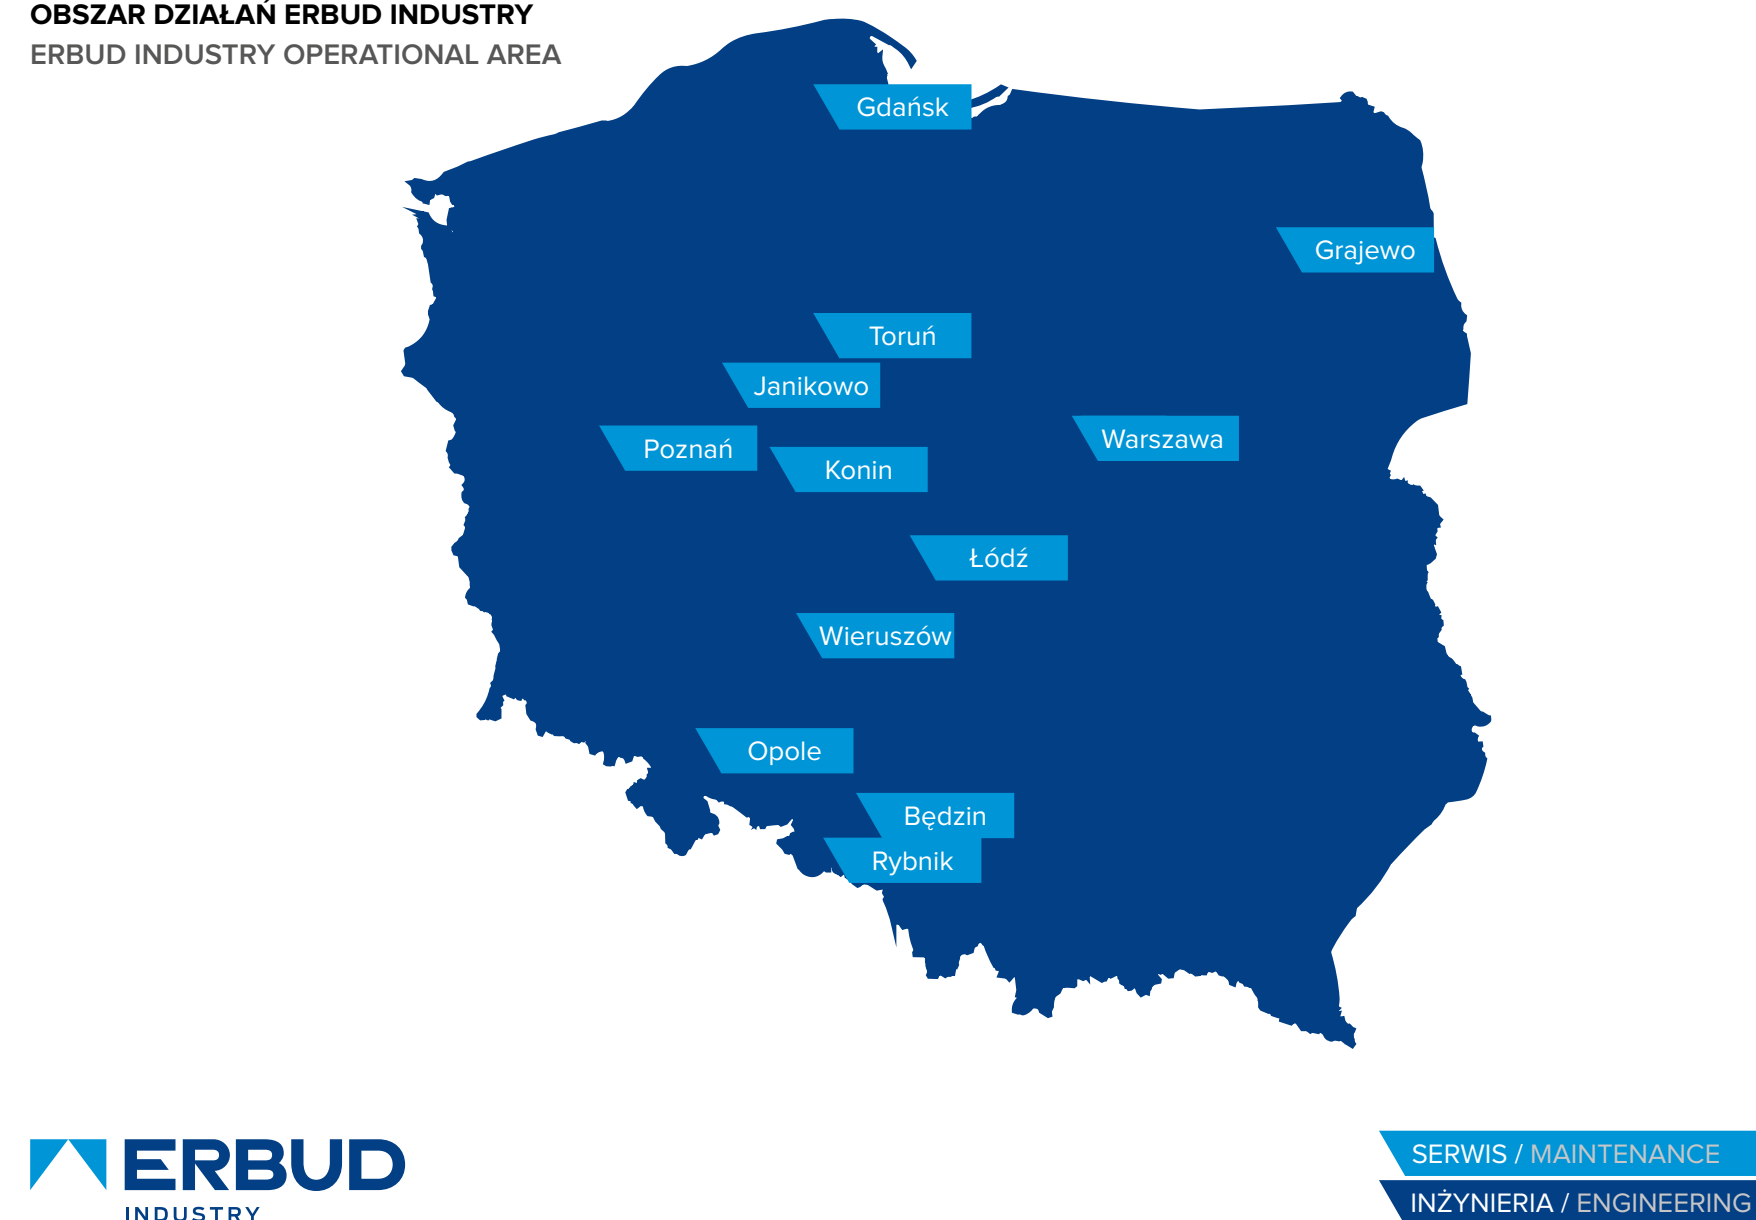 OBSZAR DZIAŁAŃ ERBUD INDUSTRY
ERBUD INDUSTRY OPERATIONAL AREA
Gdańsk
Grajewo
Toruń
Janikowo
Warszawa
Poznań
Konin
Łódź
Wieruszów
Opole
Będzin
Rybnik
ERBUD
INDUSTRY
SERWIS / MAINTENANCE
INŻYNIERIA / ENGINEERING